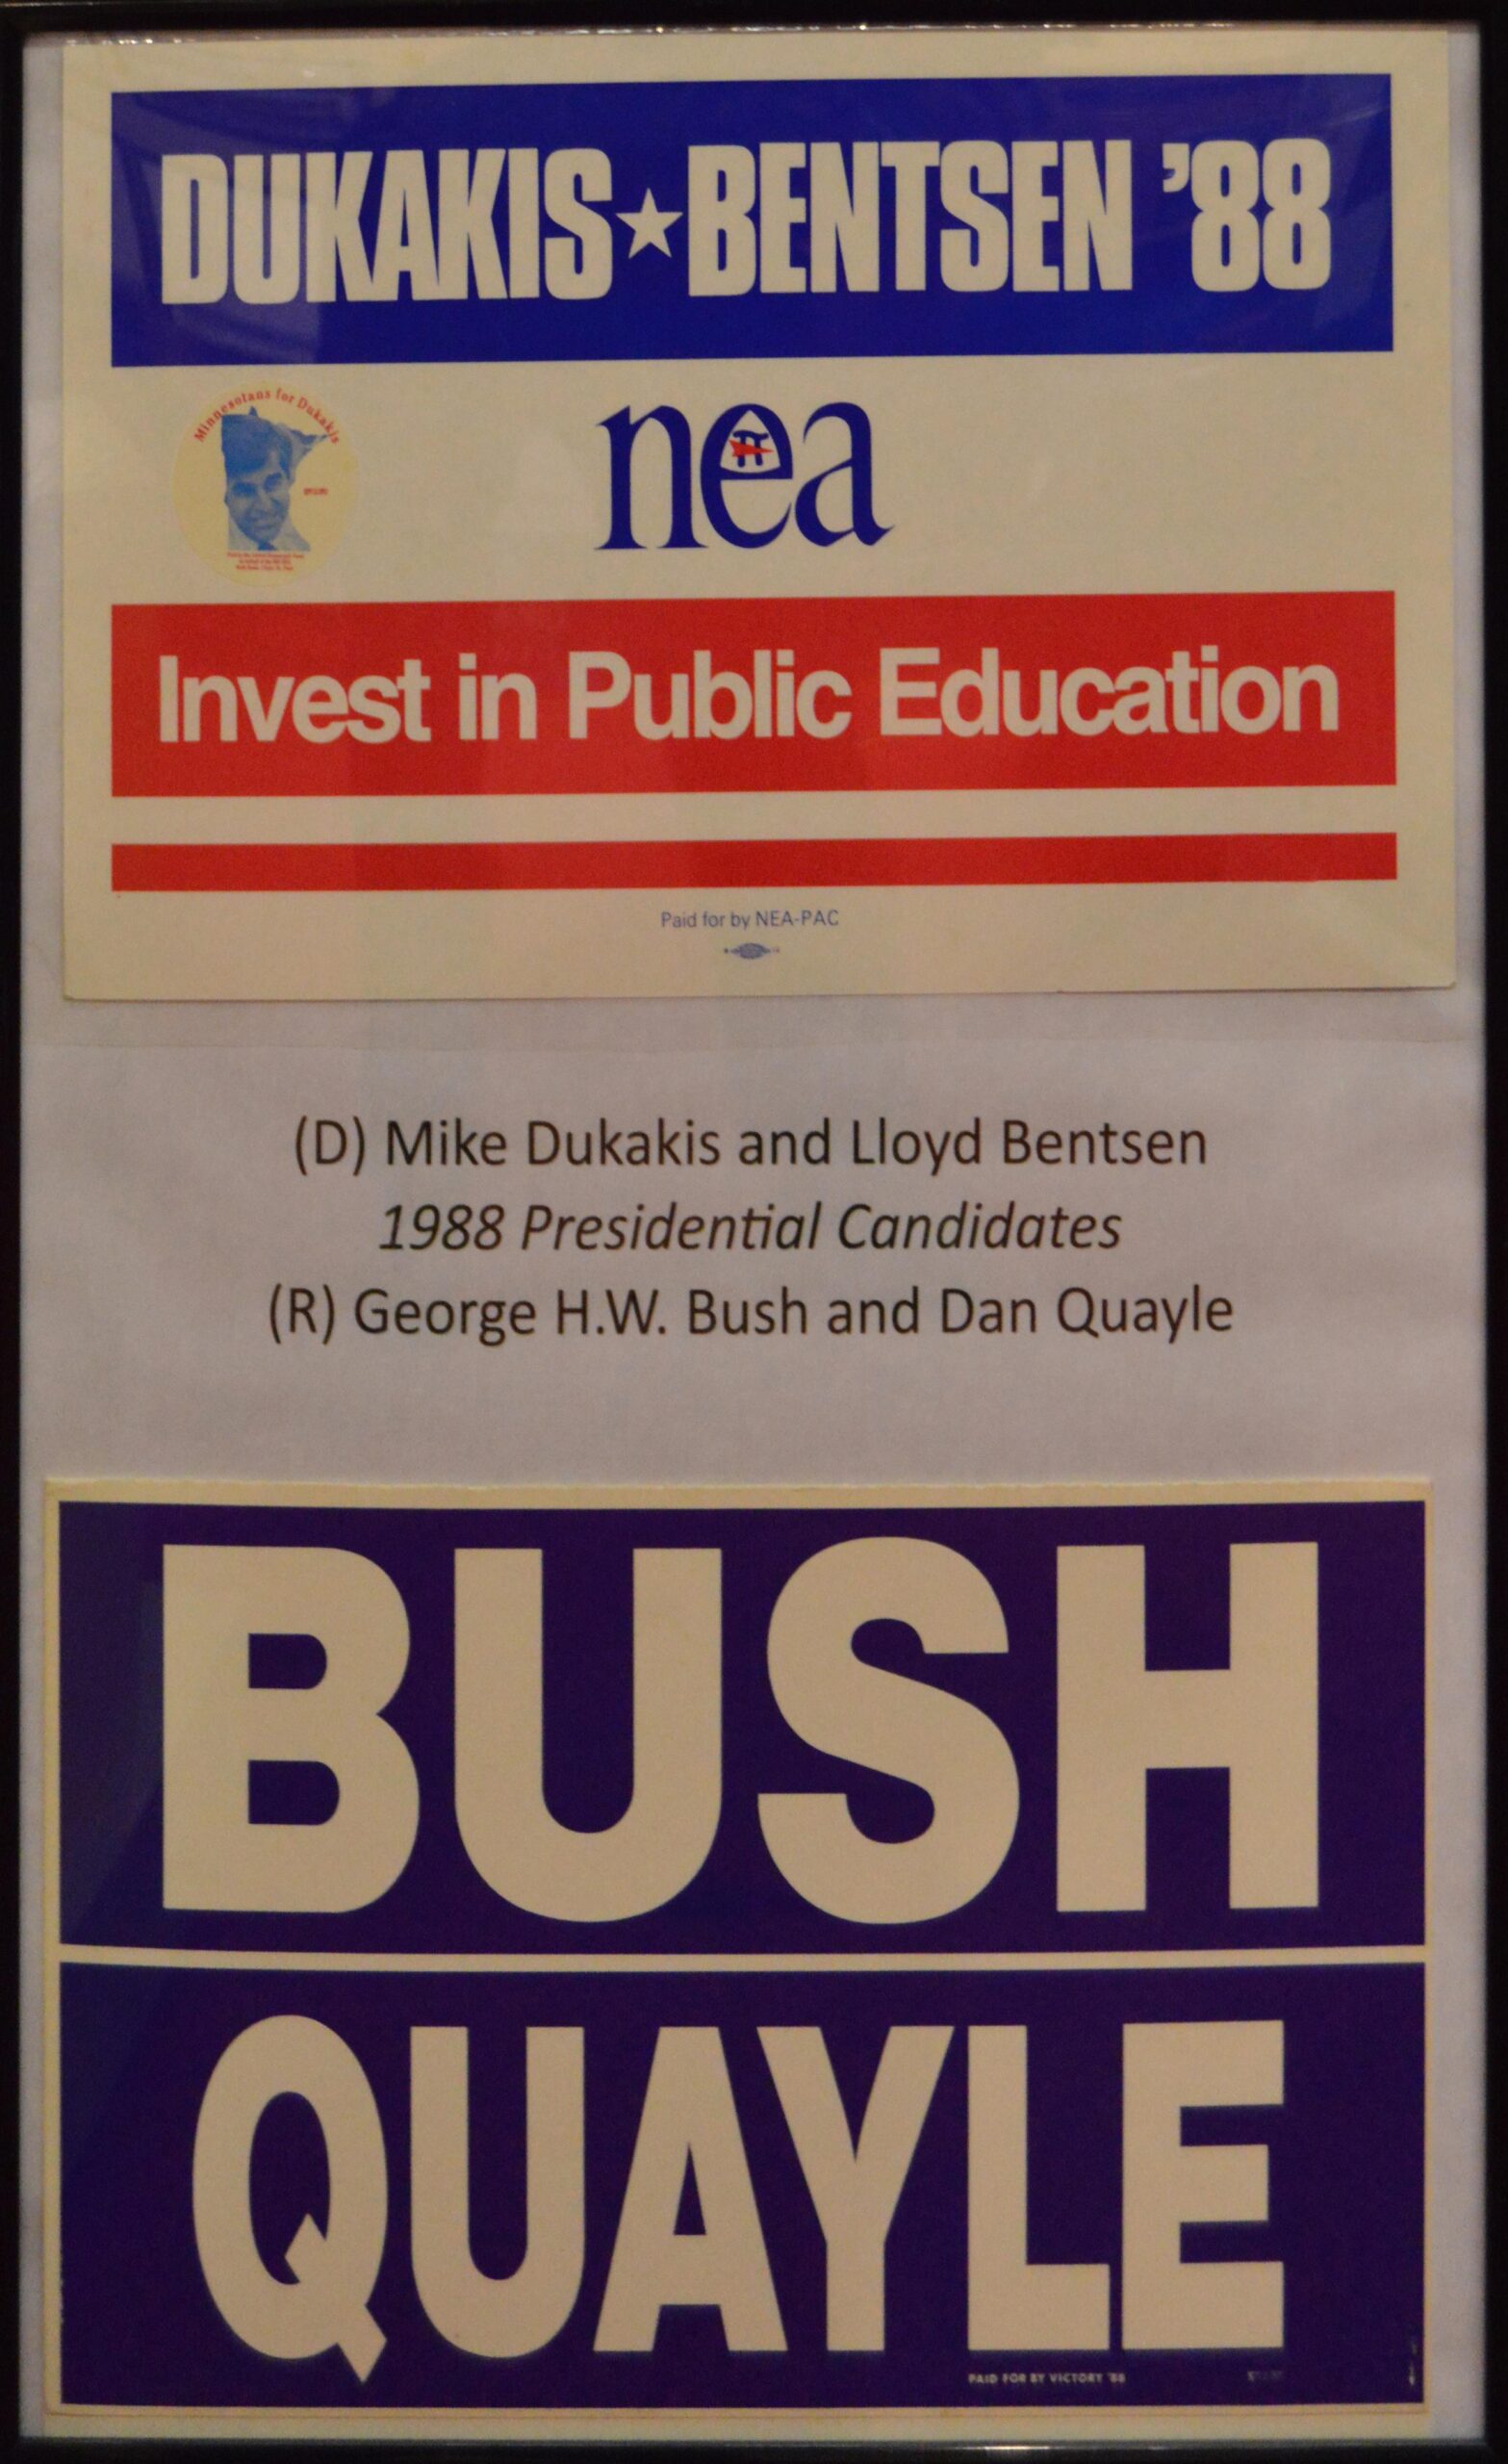 DUKAKIS★BENTSEN '88
Minnesotans for Dukakis
nea
Invest in Public Education
Paid for by NEA-PAC
(D) Mike Dukakis and Lloyd Bentsen
1988 Presidential Candidates
(R) George H.W. Bush and Dan Quayle
BUSH
QUAYLE
PAID FOR BY VICTORY '88